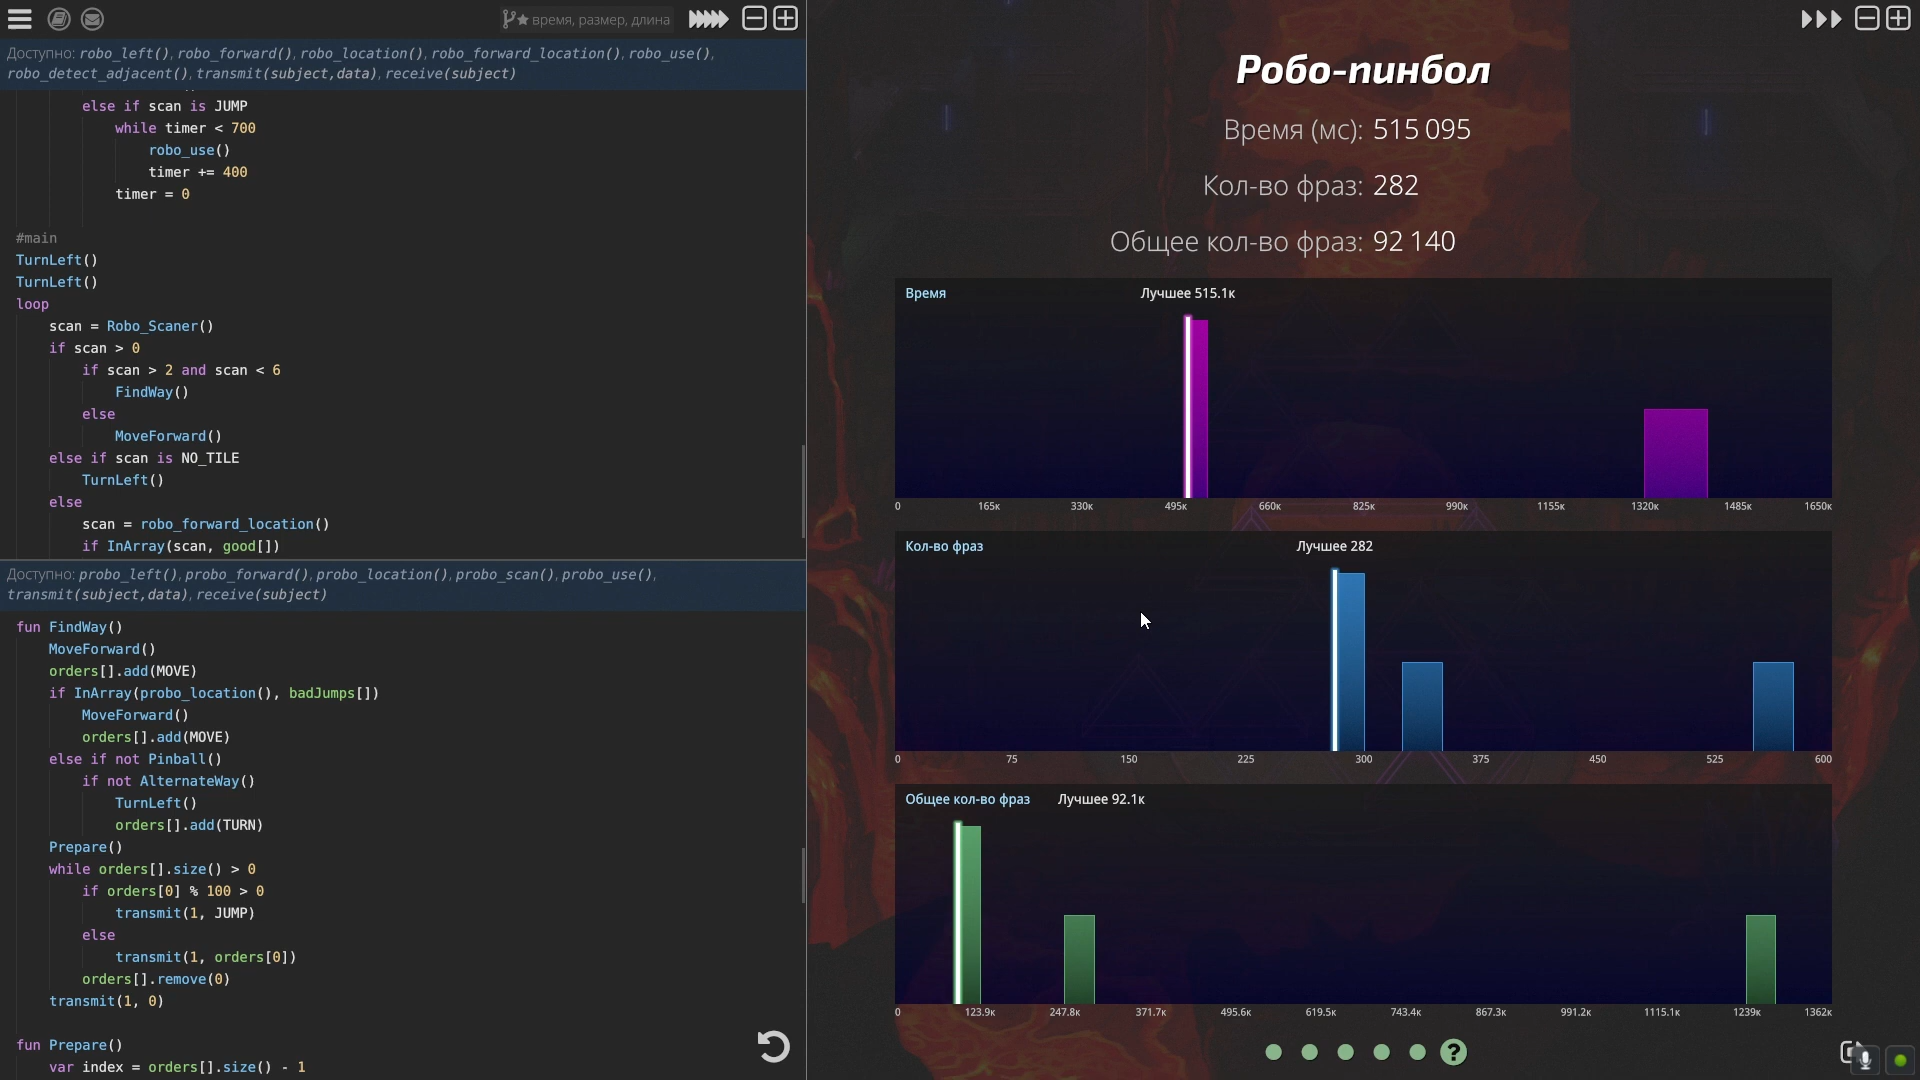 время, размер, длина
Доступно: robo_left(), robo_forward(), robo_location(), robo_forward_location(), robo_use(),
robo_detect_adjacent(), transmit(subject,data), receive(subject)
else if scan is JUMP
while timer < 700
robo_use()
timer += 400
timer = 0
#main
TurnLeft()
TurnLeft()
loop
scan = Robo_Scaner()
if scan > 0
if scan > 2 and scan < 6
FindWay()
else
MoveForward()
else if scan is NO_TILE
TurnLeft()
else
scan = robo_forward_location()
if InArray(scan, good[])
Доступно: probo_left(), probo_forward(), probo_location(), probo_scan(), probo_use(),
transmit(subject,data), receive(subject)
fun FindWay()
MoveForward()
orders[].add(MOVE)
if InArray(probo_location(), badJumps[])
MoveForward()
orders[].add(MOVE)
else if not Pinball()
if not AlternateWay()
TurnLeft()
orders[].add(TURN)
Prepare()
while orders[].size() > 0
if orders[0] % 100 > 0
transmit(1, JUMP)
else
transmit(1, orders[0])
orders[].remove(0)
transmit(1, 0)
fun Prepare()
var index = orders[].size() - 1
Робо-пинбол
Время (мс): 515 095
Кол-во фраз: 282
Общее кол-во фраз: 92 140
Время Лучшее 515.1к
0 165к 330к 495к 660к 825к 990к 1155к 1320к 1485к 1650к
Кол-во фраз Лучшее 282
0 75 150 225 300 375 450 525 600
Общее кол-во фраз Лучшее 92.1к
0 123.9к 247.8к 371.7к 495.6к 619.5к 743.4к 867.3к 991.2к 1115.1к 1239к 1362к
?